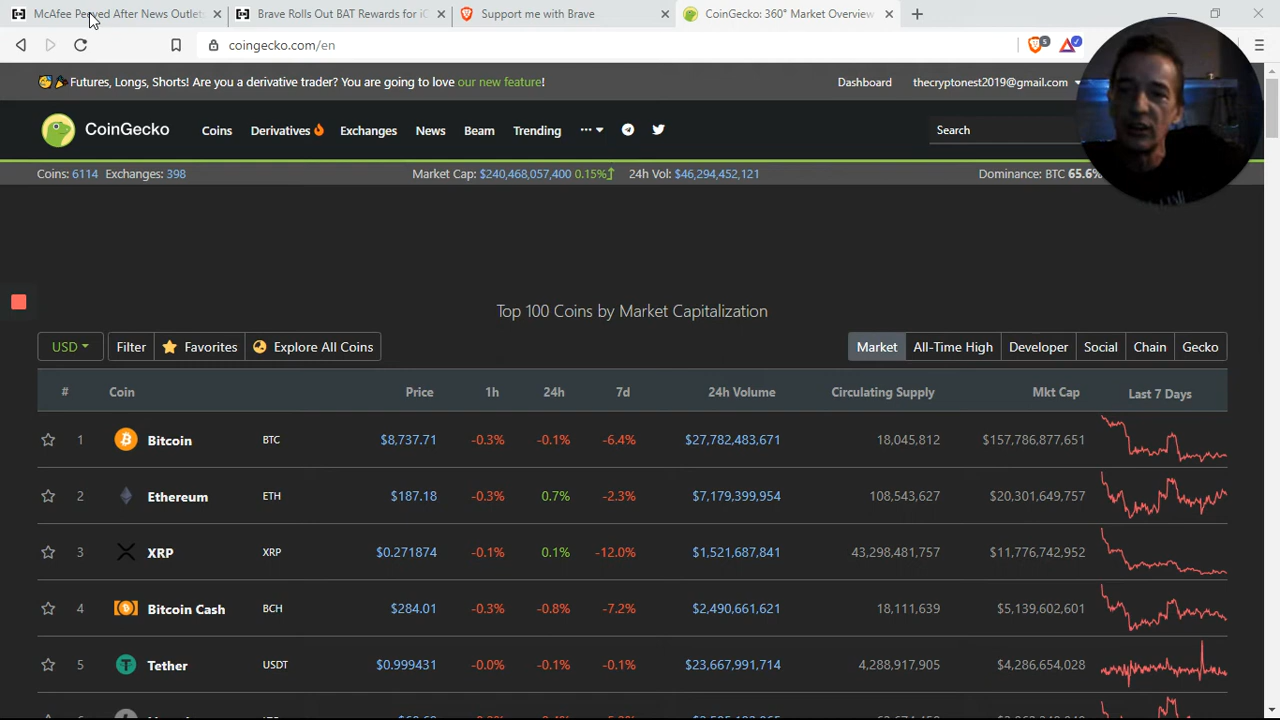 McAfee Peeved After News Outlet
Brave Rolls Out BAT Rewards for iO
Support me with Brave
CoinGecko: 360° Market Overview
coingecko.com/en
5
Futures, Longs, Shorts! Are you a derivative trader? You are going to love our new feature!
Dashboard
thecryptonest2019@gmail.com
CoinGecko
Coins
Derivatives
Exchanges
News
Beam
Trending
Search
Coins: 6114 Exchanges: 398
Market Cap: $240,468,057,400 0.15%
24h Vol: $46,294,452,121
Dominance: BTC 65.6%
Top 100 Coins by Market Capitalization
USD
Filter
Favorites
Explore All Coins
Market
All-Time High
Developer
Social
Chain
Gecko
# Coin Price 1h 24h 7d 24h Volume Circulating Supply Mkt Cap Last 7 Days
1 Bitcoin BTC $8,737.71 -0.3% -0.1% -6.4% $27,782,483,671 18,045,812 $157,786,877,651
2 Ethereum ETH $187.18 -0.3% 0.7% -2.3% $7,179,399,954 108,543,627 $20,301,649,757
3 XRP XRP $0.271874 -0.1% 0.1% -12.0% $1,521,687,841 43,298,481,757 $11,776,742,952
4 Bitcoin Cash BCH $284.01 -0.3% -0.8% -7.2% $2,490,661,621 18,111,639 $5,139,602,601
5 Tether USDT $0.999431 -0.0% -0.1% -0.1% $23,667,991,714 4,288,917,905 $4,286,654,028